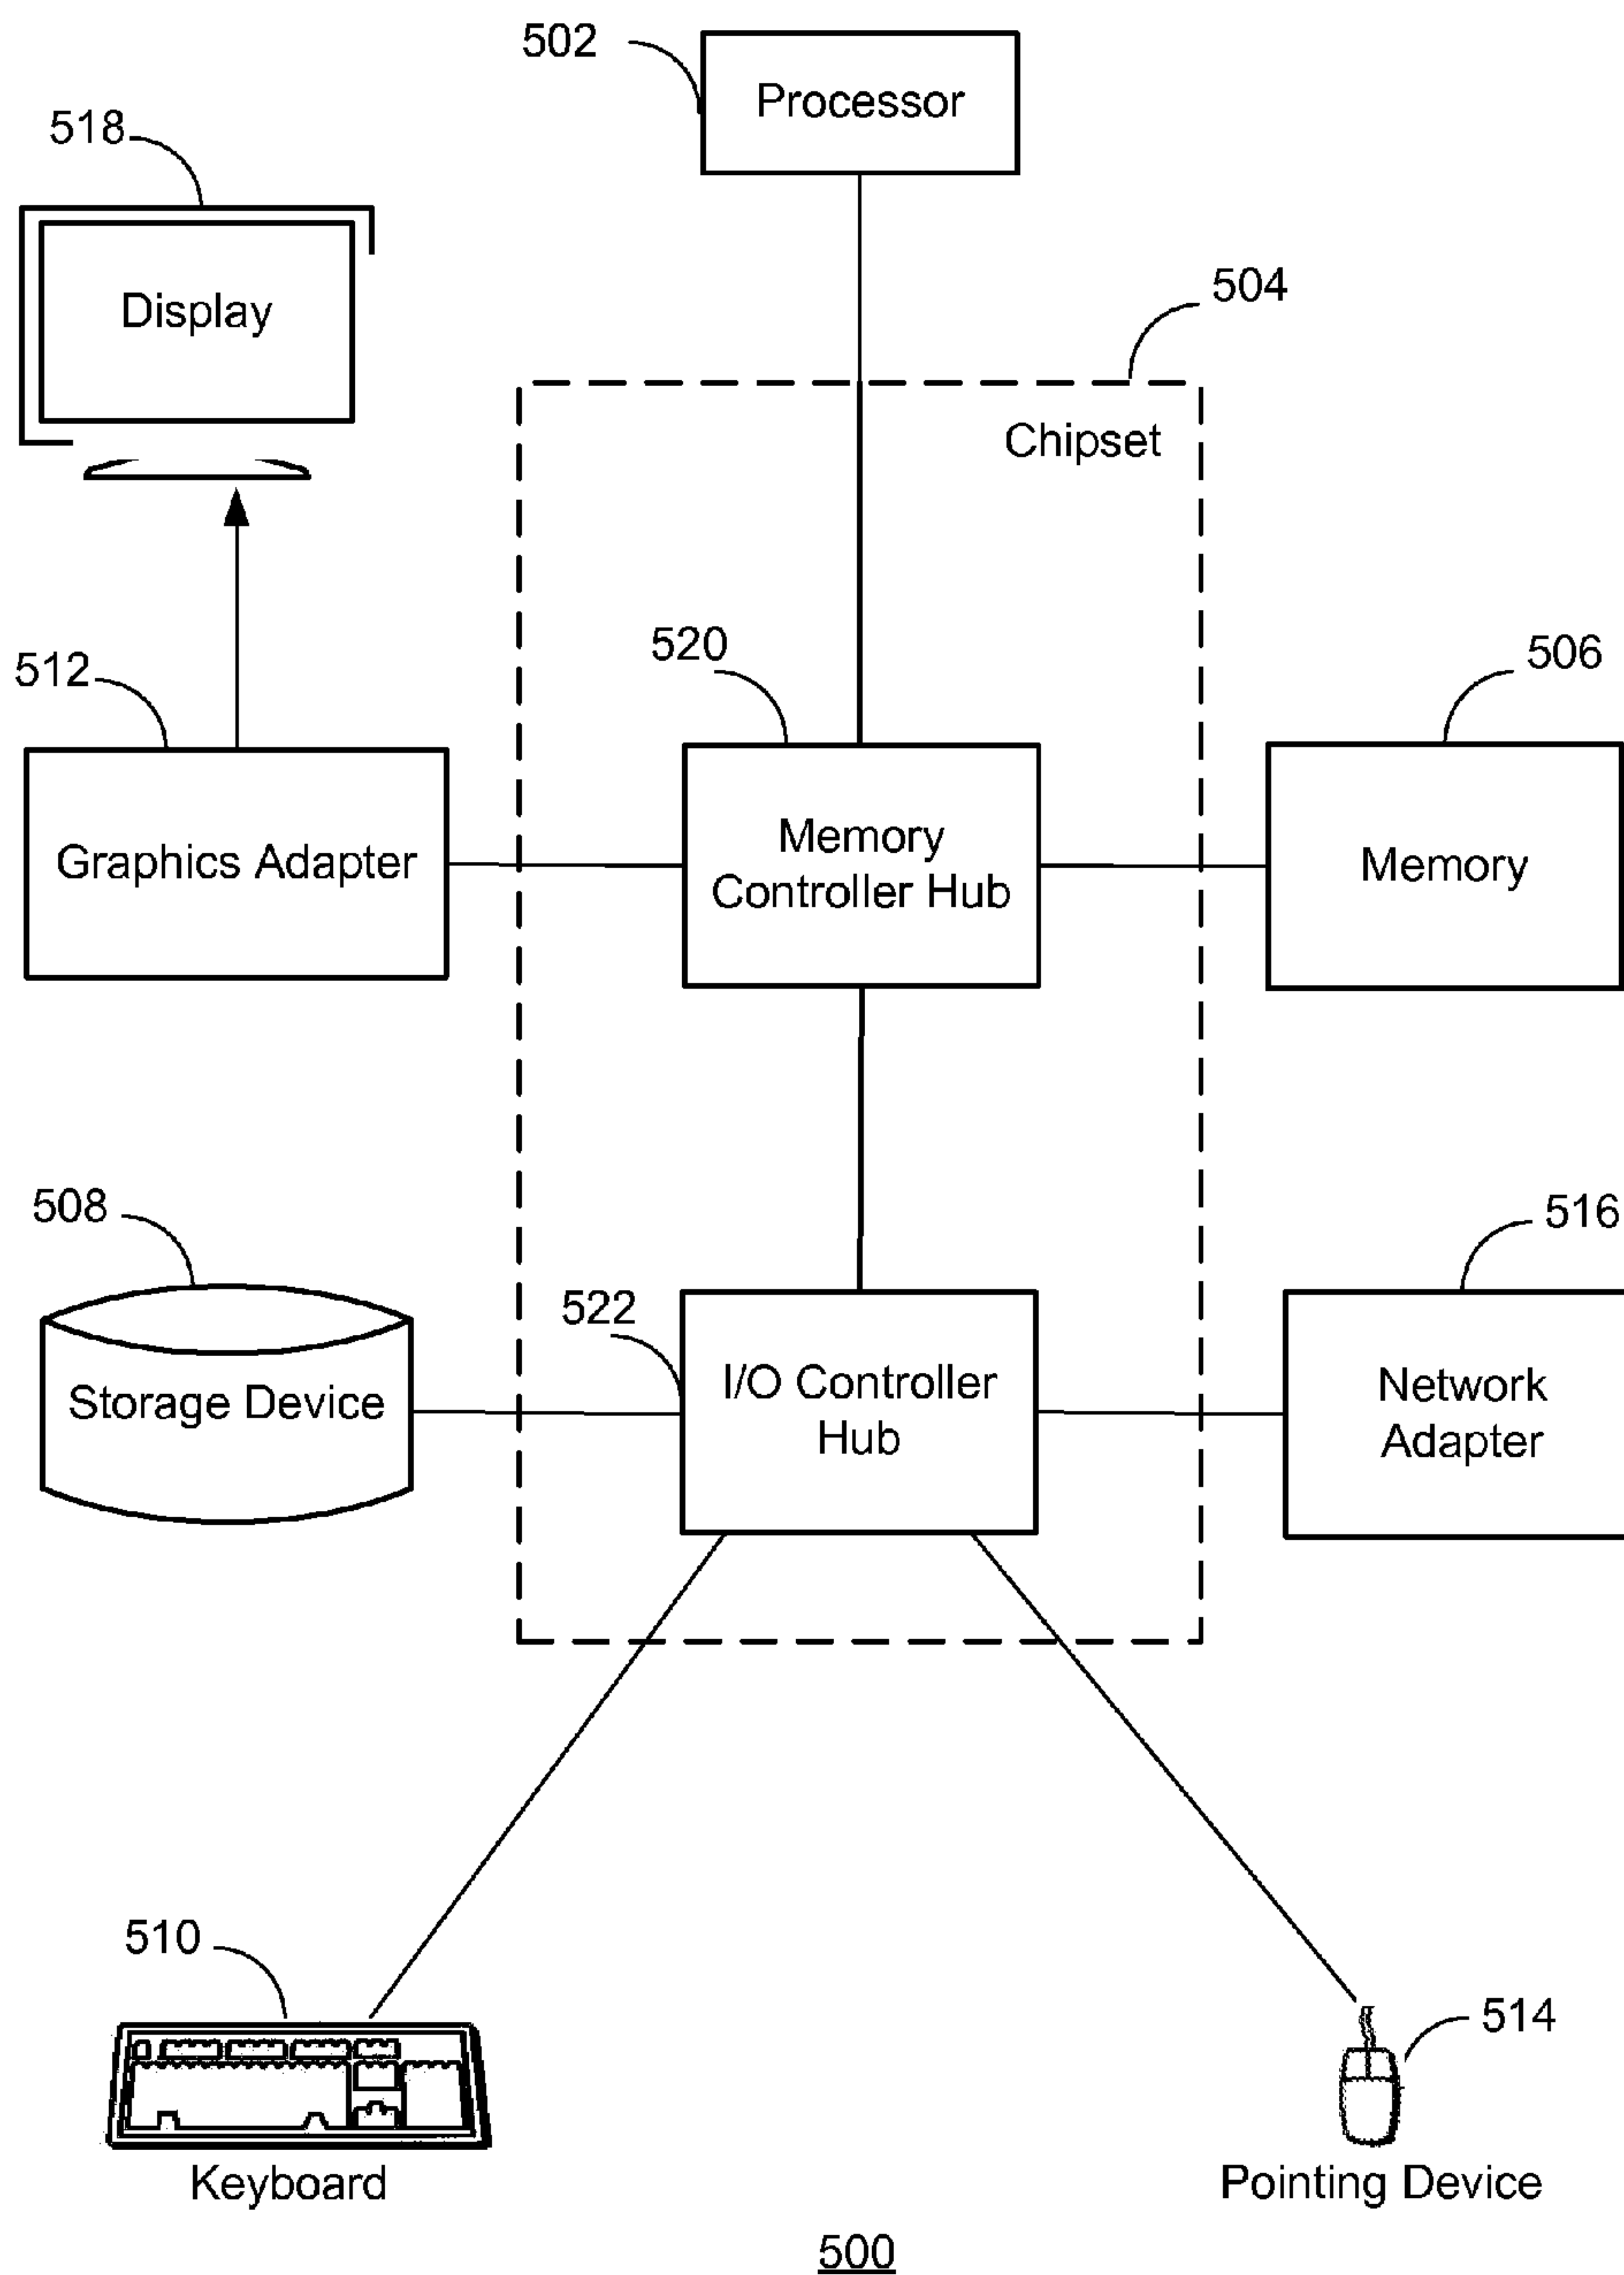 502
Processor
518
Display
504
Chipset
520
506
512
Memory
Controller Hub
Graphics Adapter
Memory
508
516
522
I/O Controller
Hub
Storage Device
Network
Adapter
510
514
Keyboard
Pointing Device
500